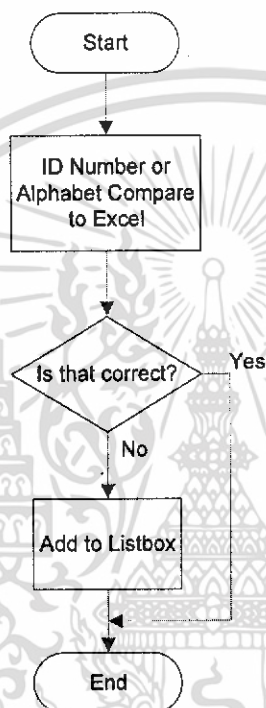 Start
ID Number or
Alphabet Compare
to Excel
Is that correct?
Yes
No
Add to Listbox
End